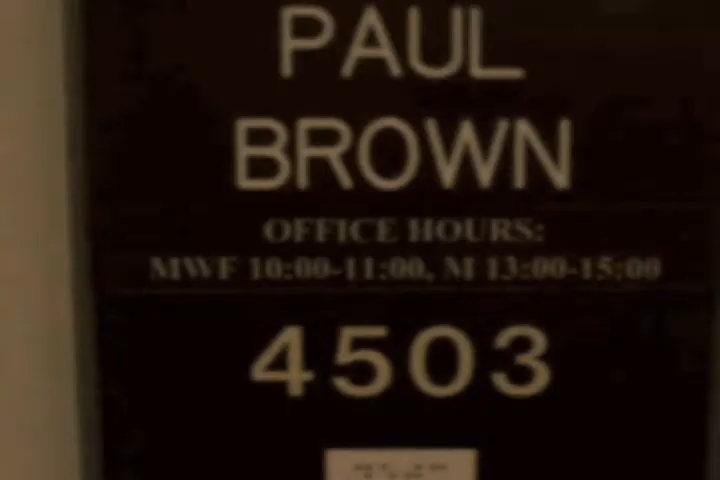 PAUL
BROWN
OFFICE HOURS:
MWF 10:00-11:00, M 13:00-15:00
4503